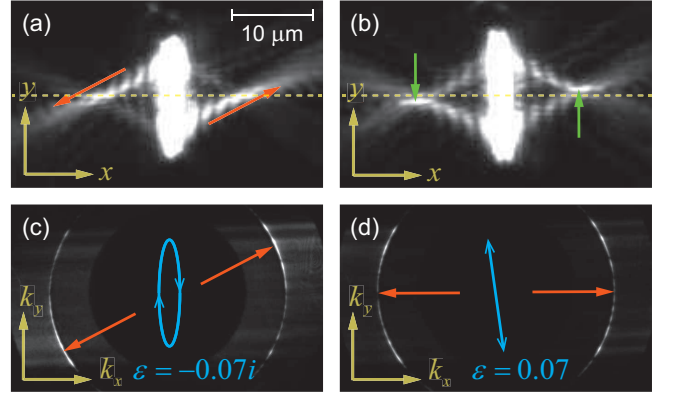 (a)
10 μm
y
x
(b)
y
x
(c)
k_y
k_x
ε = −0.07i
(d)
k_y
k_x
ε = 0.07